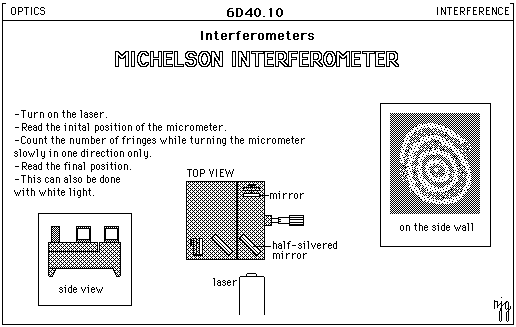 OPTICS
6D40.10
INTERFERENCE
Interferometers
MICHELSON INTERFEROMETER
-Turn on the laser.
-Read the inital position of the micrometer.
-Count the number of fringes while turning the micrometer
slowly in one direction only.
-Read the final position.
-This can also be done
with white light.
TOP VIEW
mirror
half-silvered
mirror
laser
side view
on the side wall
njg